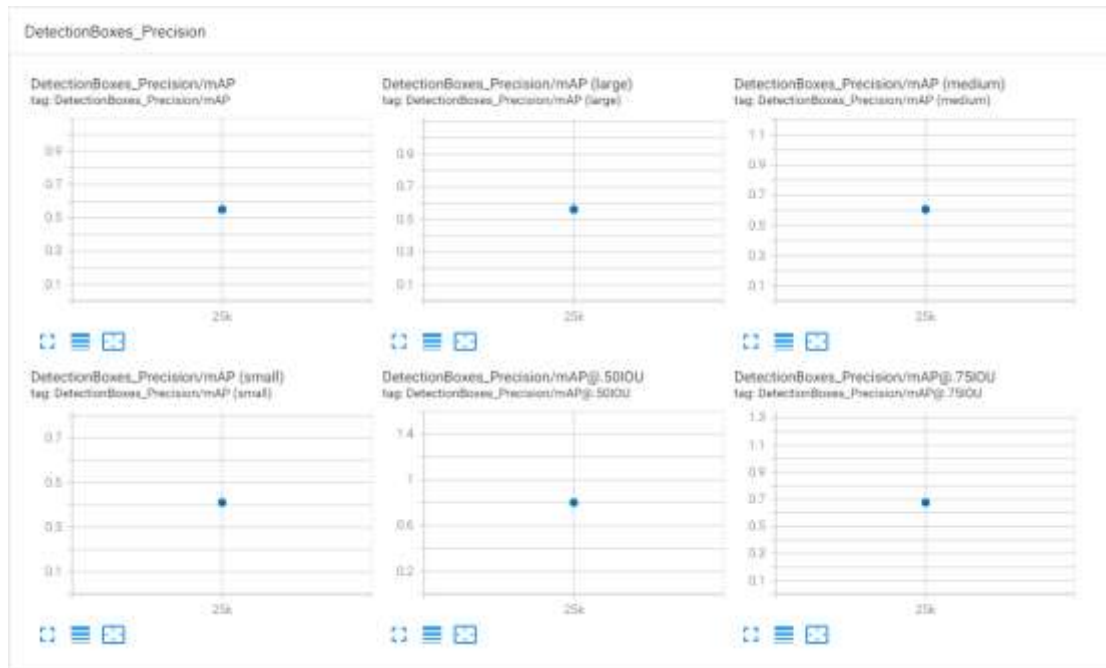 DetectionBoxes_Precision
DetectionBoxes_Precision/mAP
tag: DetectionBoxes_Precision/mAP
0.9
0.7
0.5
0.3
0.1
25k
DetectionBoxes_Precision/mAP (large)
tag: DetectionBoxes_Precision/mAP (large)
0.9
0.7
0.5
0.3
0.1
25k
DetectionBoxes_Precision/mAP (medium)
tag: DetectionBoxes_Precision/mAP (medium)
1.1
0.9
0.7
0.5
0.3
0.1
25k
DetectionBoxes_Precision/mAP (small)
tag: DetectionBoxes_Precision/mAP (small)
0.7
0.5
0.3
0.1
25k
DetectionBoxes_Precision/mAP@.50IOU
tag: DetectionBoxes_Precision/mAP@.50IOU
1.4
1
0.6
0.2
25k
DetectionBoxes_Precision/mAP@.75IOU
tag: DetectionBoxes_Precision/mAP@.75IOU
1.3
1.1
0.9
0.7
0.5
0.3
0.1
25k